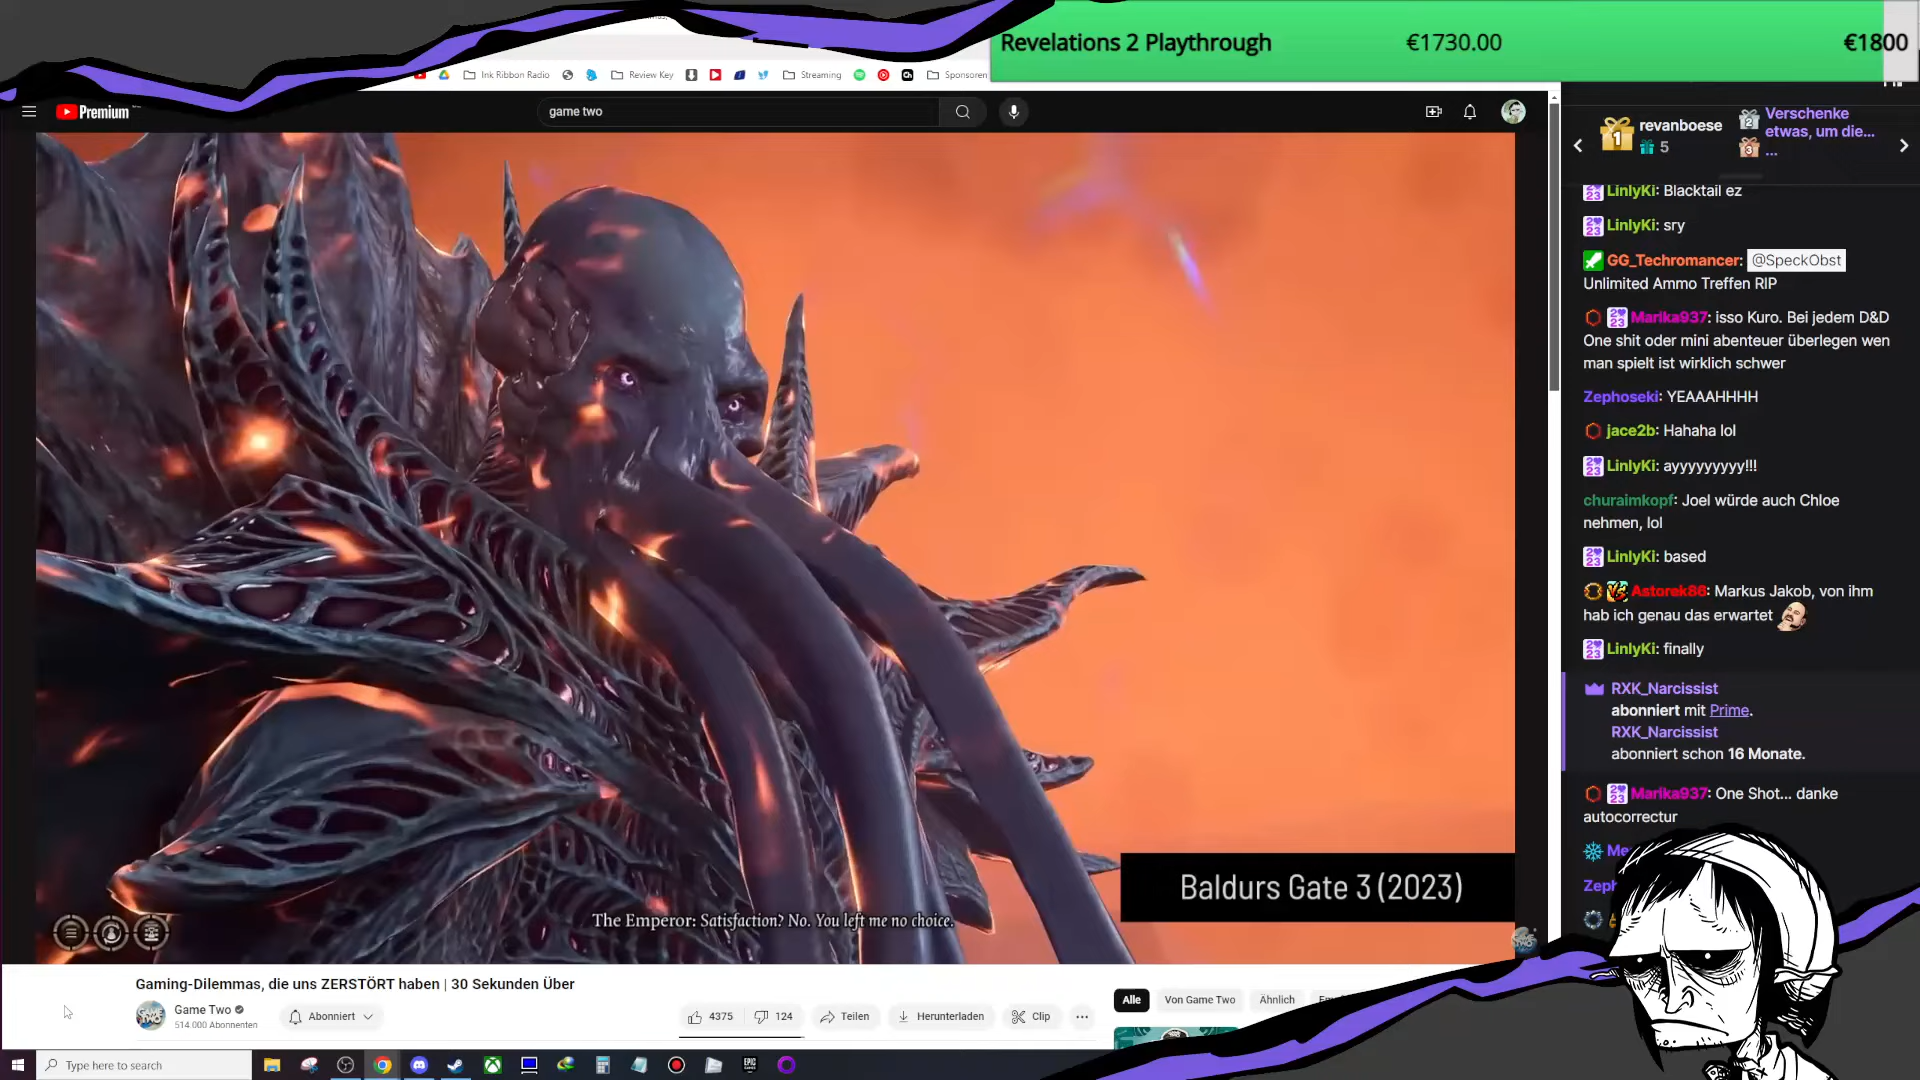 Revelations 2 Playthrough €1730.00 €1800
Ink Ribbon Radio Review Key Streaming Sponsoren
Premium game two
revanboese
5
Verschenke
etwas, um die...
...
LinlyKi: Blacktail ez
LinlyKi: sry
GG_Techromancer: @SpeckObst
Unlimited Ammo Treffen RIP
Marika937: isso Kuro. Bei jedem D&D
One shit oder mini abenteuer überlegen wen
man spielt ist wirklich schwer
Zephoseki: YEAAAHHHH
jace2b: Hahaha lol
LinlyKi: ayyyyyyyyy!!!
churaimkopf: Joel würde auch Chloe
nehmen, lol
LinlyKi: based
Astorek86: Markus Jakob, von ihm
hab ich genau das erwartet
LinlyKi: finally
RXK_Narcissist
abonniert mit Prime.
RXK_Narcissist
abonniert schon 16 Monate.
Marika937: One Shot... danke
autocorrectur
Zeph
Baldurs Gate 3 (2023)
The Emperor: Satisfaction? No. You left me no choice.
GAME TWO
Gaming-Dilemmas, die uns ZERSTÖRT haben | 30 Sekunden Über
Game Two
514.000 Abonnenten
Abonniert
4375 124 Teilen Herunterladen Clip
Alle Von Game Two Ähnlich
Type here to search